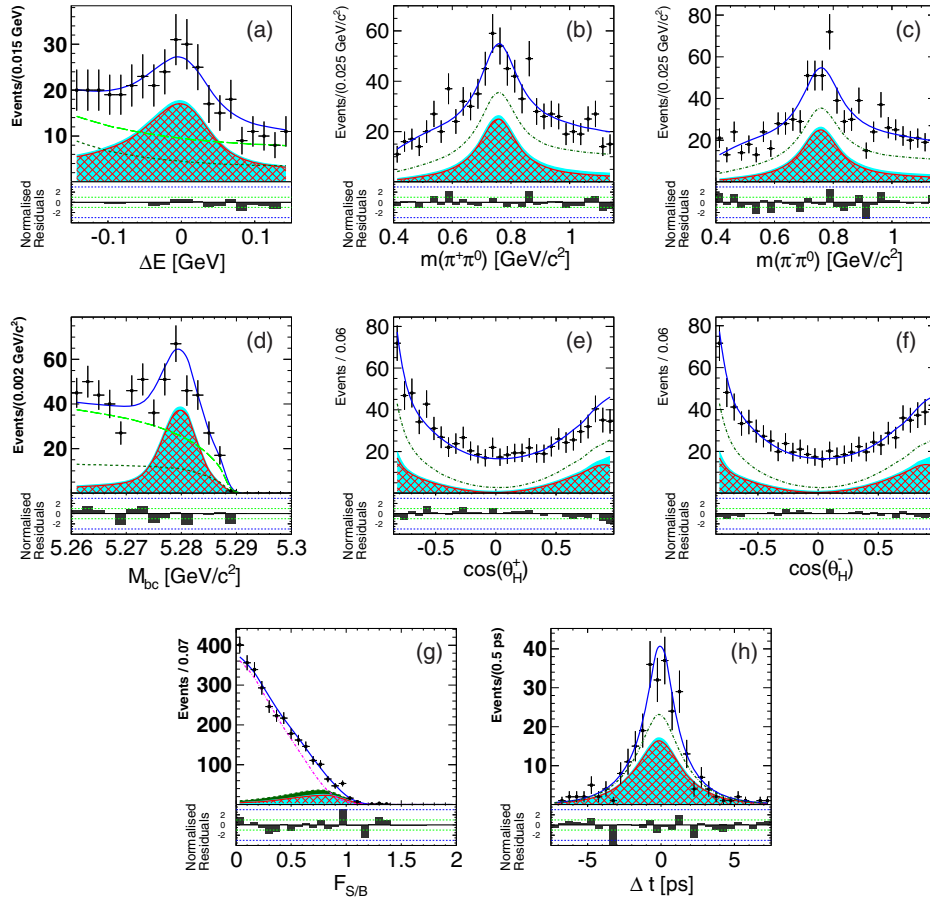 (a)
Events/(0.015 GeV)
30
20
10
Normalised
Residuals
2
0
-2
-0.1
0
0.1
ΔE [GeV]
(b)
Events/(0.025 GeV/c²)
80
60
40
20
Normalised
Residuals
2
0
-2
0.4
0.6
0.8
1
m(π⁺π⁰) [GeV/c²]
(c)
Events/(0.025 GeV/c²)
80
60
40
20
Normalised
Residuals
2
0
-2
0.4
0.6
0.8
1
m(π⁻π⁰) [GeV/c²]
(d)
Events/(0.002 GeV/c²)
60
40
20
Normalised
Residuals
2
0
-2
5.26
5.27
5.28
5.29
5.3
M_bc [GeV/c²]
(e)
Events / 0.06
80
60
40
20
Normalised
Residuals
2
0
-2
-0.5
0
0.5
cos(θ_H⁺)
(f)
Events / 0.06
80
60
40
20
Normalised
Residuals
2
0
-2
-0.5
0
0.5
cos(θ_H⁻)
(g)
Events / 0.07
400
300
200
100
Normalised
Residuals
2
0
-2
0
0.5
1
1.5
2
F_S/B
(h)
Events/(0.5 ps)
40
30
20
10
Normalised
Residuals
2
0
-2
-5
0
5
Δ t [ps]